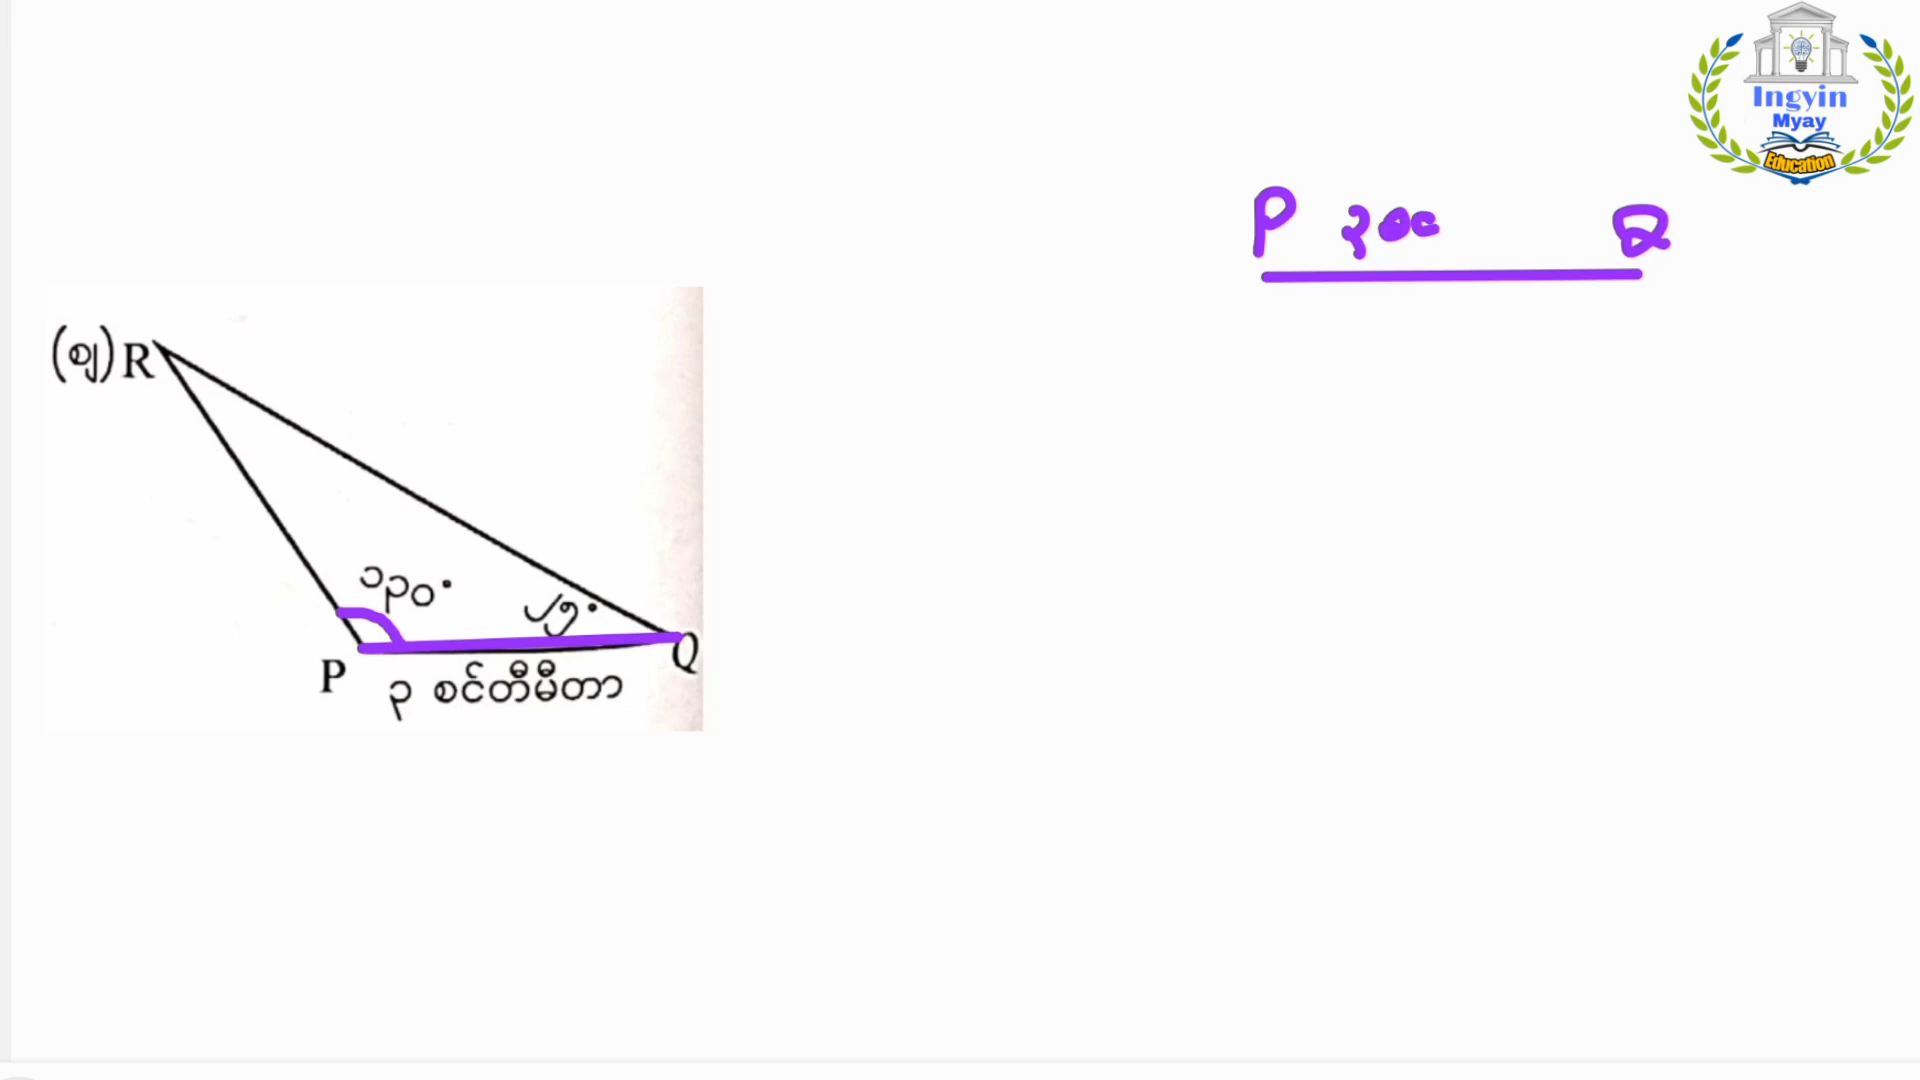 Ingyin
Myay
Education
P ၃ စင Q
(ဈ) R
၁၃၀°
၂၅°
P Q
၃ စင်တီမီတာ